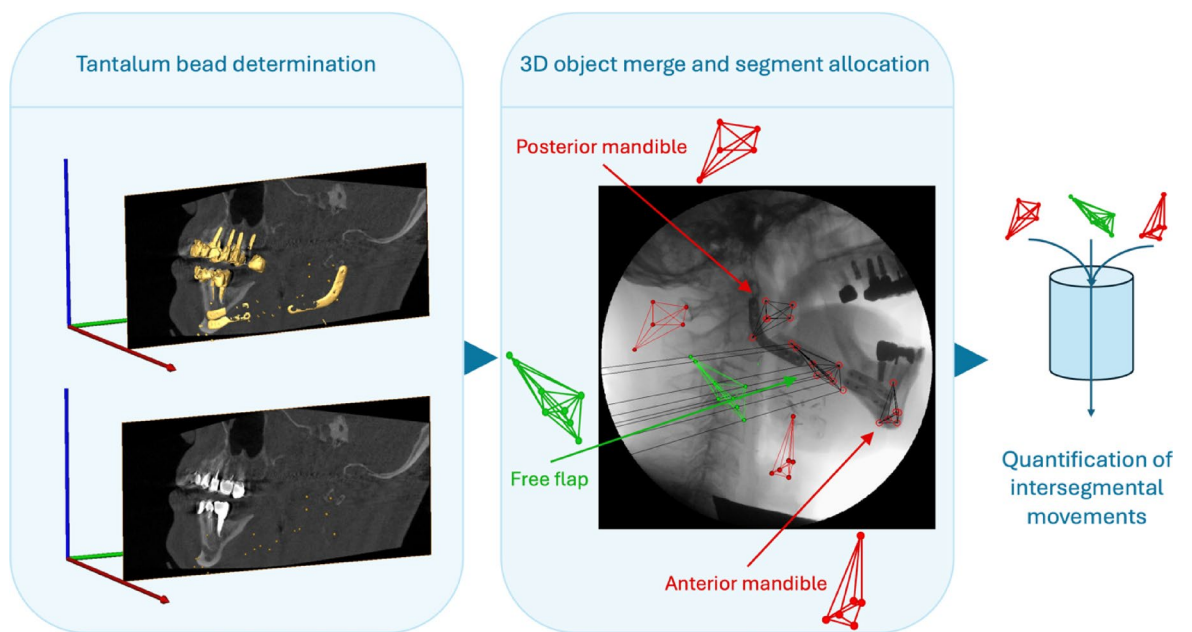 Tantalum bead determination
3D object merge and segment allocation
Posterior mandible
Free flap
Anterior mandible
Quantification of
intersegmental
movements